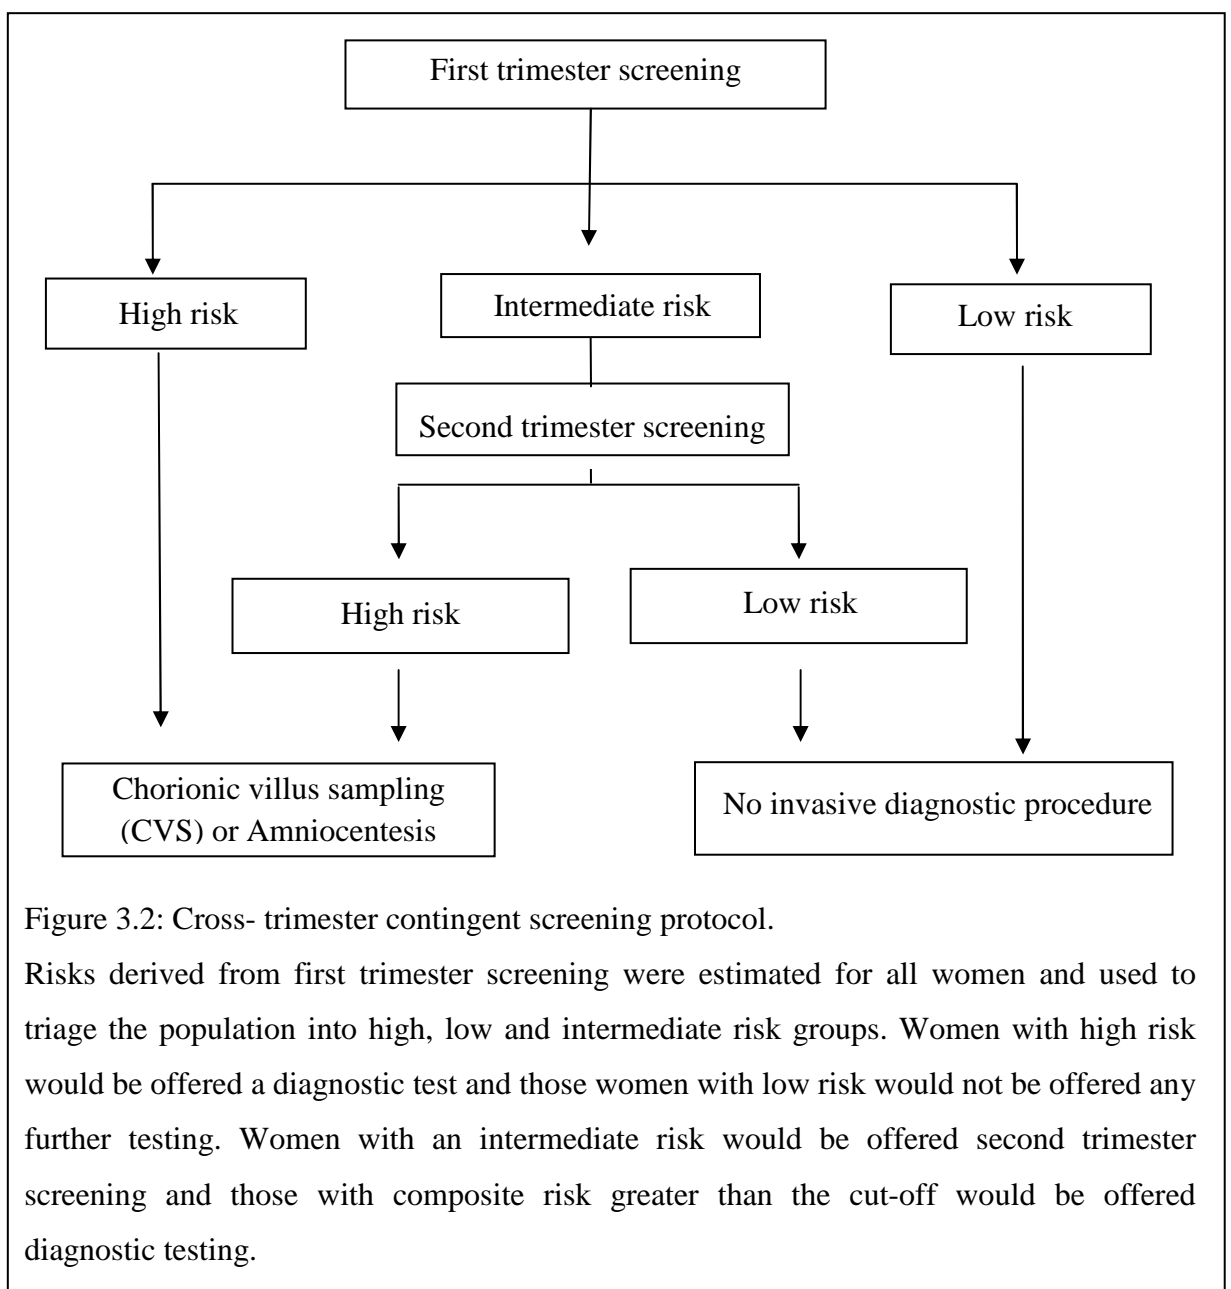 First trimester screening
High risk
Intermediate risk
Low risk
Second trimester screening
High risk
Low risk
Chorionic villus sampling
(CVS) or Amniocentesis
No invasive diagnostic procedure
Figure 3.2: Cross- trimester contingent screening protocol.
Risks derived from first trimester screening were estimated for all women and used to
triage the population into high, low and intermediate risk groups. Women with high risk
would be offered a diagnostic test and those women with low risk would not be offered any
further testing. Women with an intermediate risk would be offered second trimester
screening and those with composite risk greater than the cut-off would be offered
diagnostic testing.